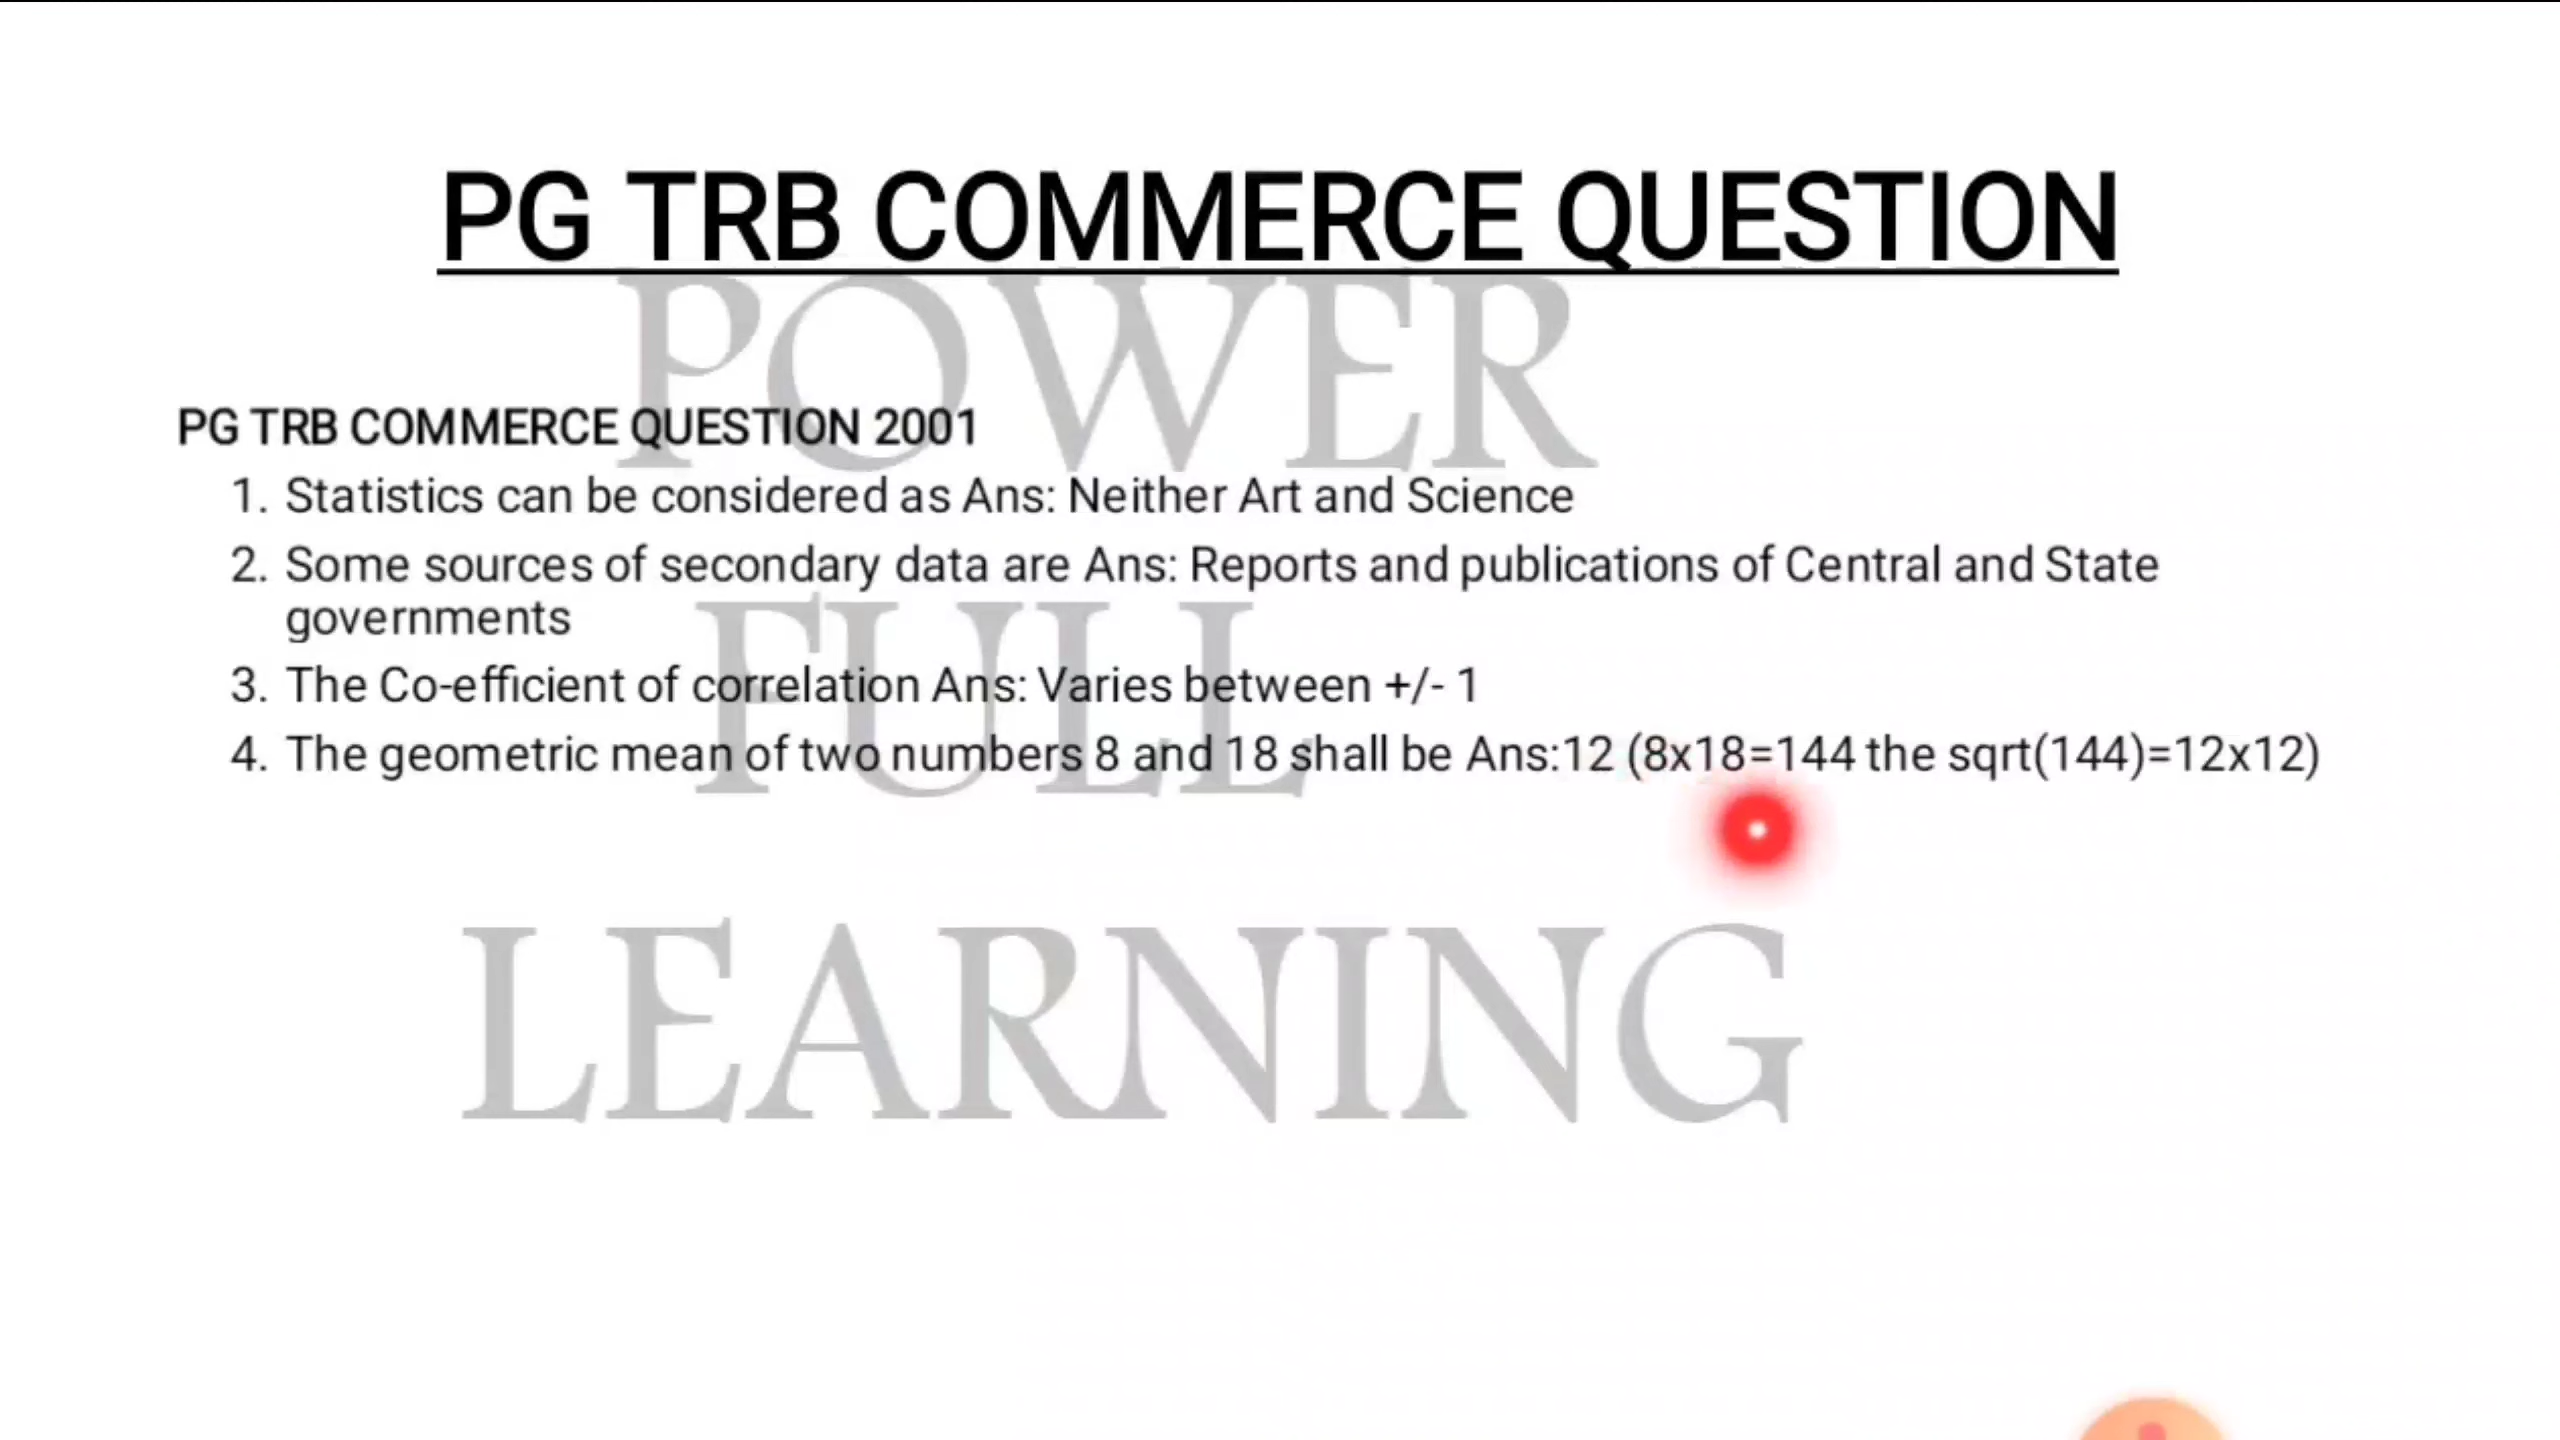 PG TRB COMMERCE QUESTION
POWER
PG TRB COMMERCE QUESTION 2001
1. Statistics can be considered as Ans: Neither Art and Science
2. Some sources of secondary data are Ans: Reports and publications of Central and State
governments
FULL
3. The Co-efficient of correlation Ans: Varies between +/- 1
4. The geometric mean of two numbers 8 and 18 shall be Ans:12 (8x18=144 the sqrt(144)=12x12)
LEARNING